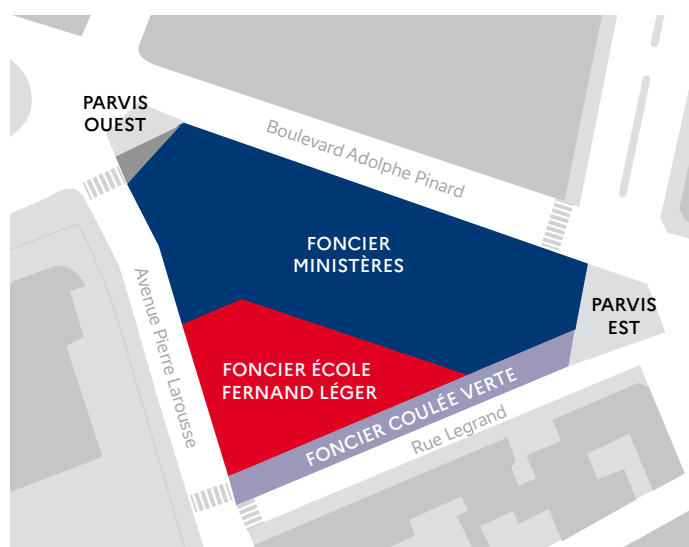 PARVIS
OUEST
Boulevard Adolphe Pinard
FONCIER
MINISTÈRES
PARVIS
EST
Avenue Pierre Larousse
FONCIER ÉCOLE
FERNAND LÉGER
FONCIER COULÉE VERTE
Rue Legrand